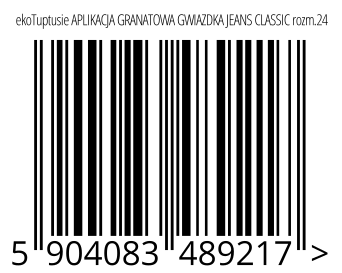 ekoTuptusie APLIKACJA GRANATOWA GWIAZDKA JEANS CLASSIC rozm.24
5 904083 489217 >